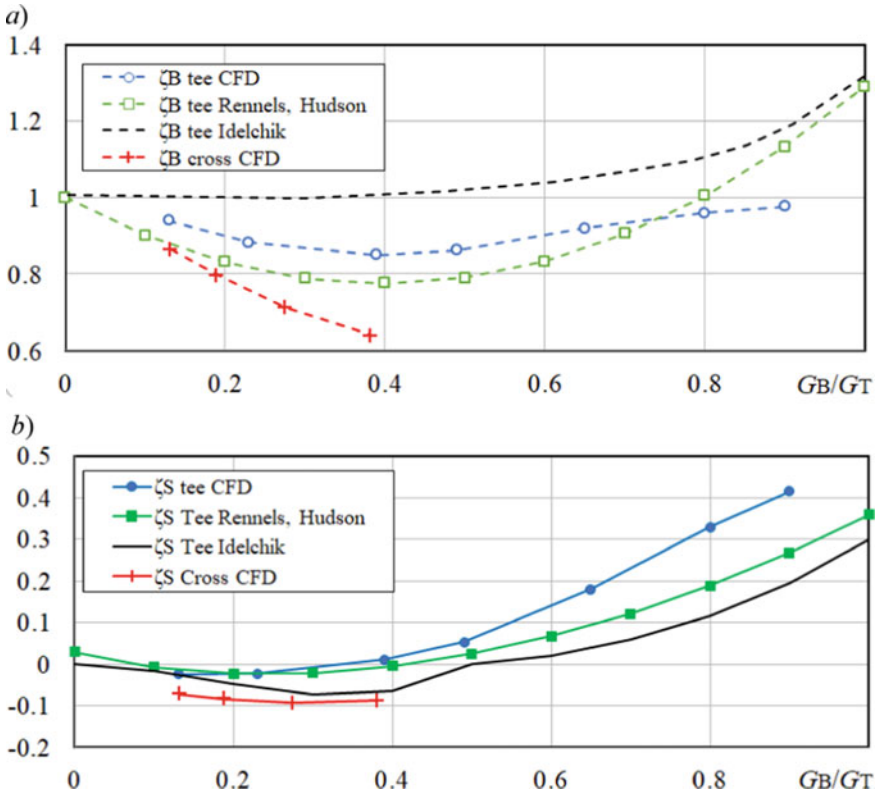 a)
1.4
ζB tee CFD
ζB tee Rennels, Hudson
ζB tee Idelchik
ζB cross CFD
1.2
1
0.8
0.6
0 0.2 0.4 0.6 0.8 GB/GT
b)
0.5
ζS tee CFD
0.4
ζS Tee Rennels, Hudson
0.3
ζS Tee Idelchik
0.2
ζS Cross CFD
0.1
0
-0.1
-0.2
0 0.2 0.4 0.6 0.8 GB/GT